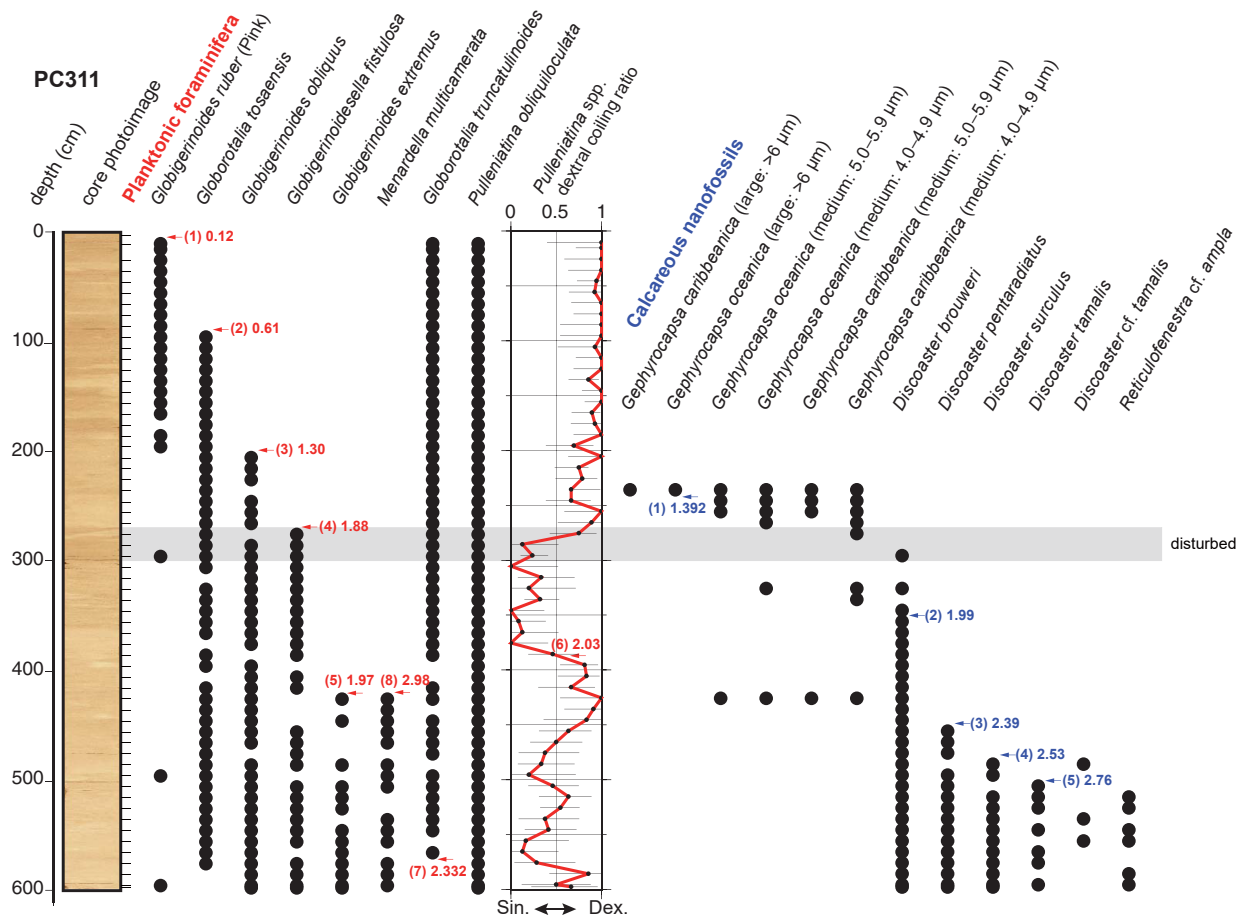 PC311
depth (cm)
core photoimage
Planktonic foraminifera
Globigerinoides ruber (Pink)
Globorotalia tosaensis
Globigerinoides obliquus
Globigerinoidesella fistulosa
Globigerinoides extremus
Menardella multicamerata
Globorotalia truncatulinoides
Pulleniatina obliquiloculata
Pulleniatina spp.
dextral coiling ratio
Calcareous nanofossils
Gephyrocapsa caribbeanica (large: >6 µm)
Gephyrocapsa oceanica (large: >6 µm)
Gephyrocapsa oceanica (medium: 5.0–5.9 µm)
Gephyrocapsa oceanica (medium: 4.0–4.9 µm)
Gephyrocapsa caribbeanica (medium: 5.0–5.9 µm)
Gephyrocapsa caribbeanica (medium: 4.0–4.9 µm)
Discoaster brouweri
Discoaster pentaradiatus
Discoaster surculus
Discoaster tamalis
Discoaster cf. tamalis
Reticulofenestra cf. ampla
0 0.5 1
0
(1) 0.12
100
(2) 0.61
200
(3) 1.30
(1) 1.392
(4) 1.88
disturbed
300
(2) 1.99
(6) 2.03
400
(5) 1.97 (8) 2.98
(3) 2.39
(4) 2.53
500
(5) 2.76
(7) 2.332
600
Sin. Dex.